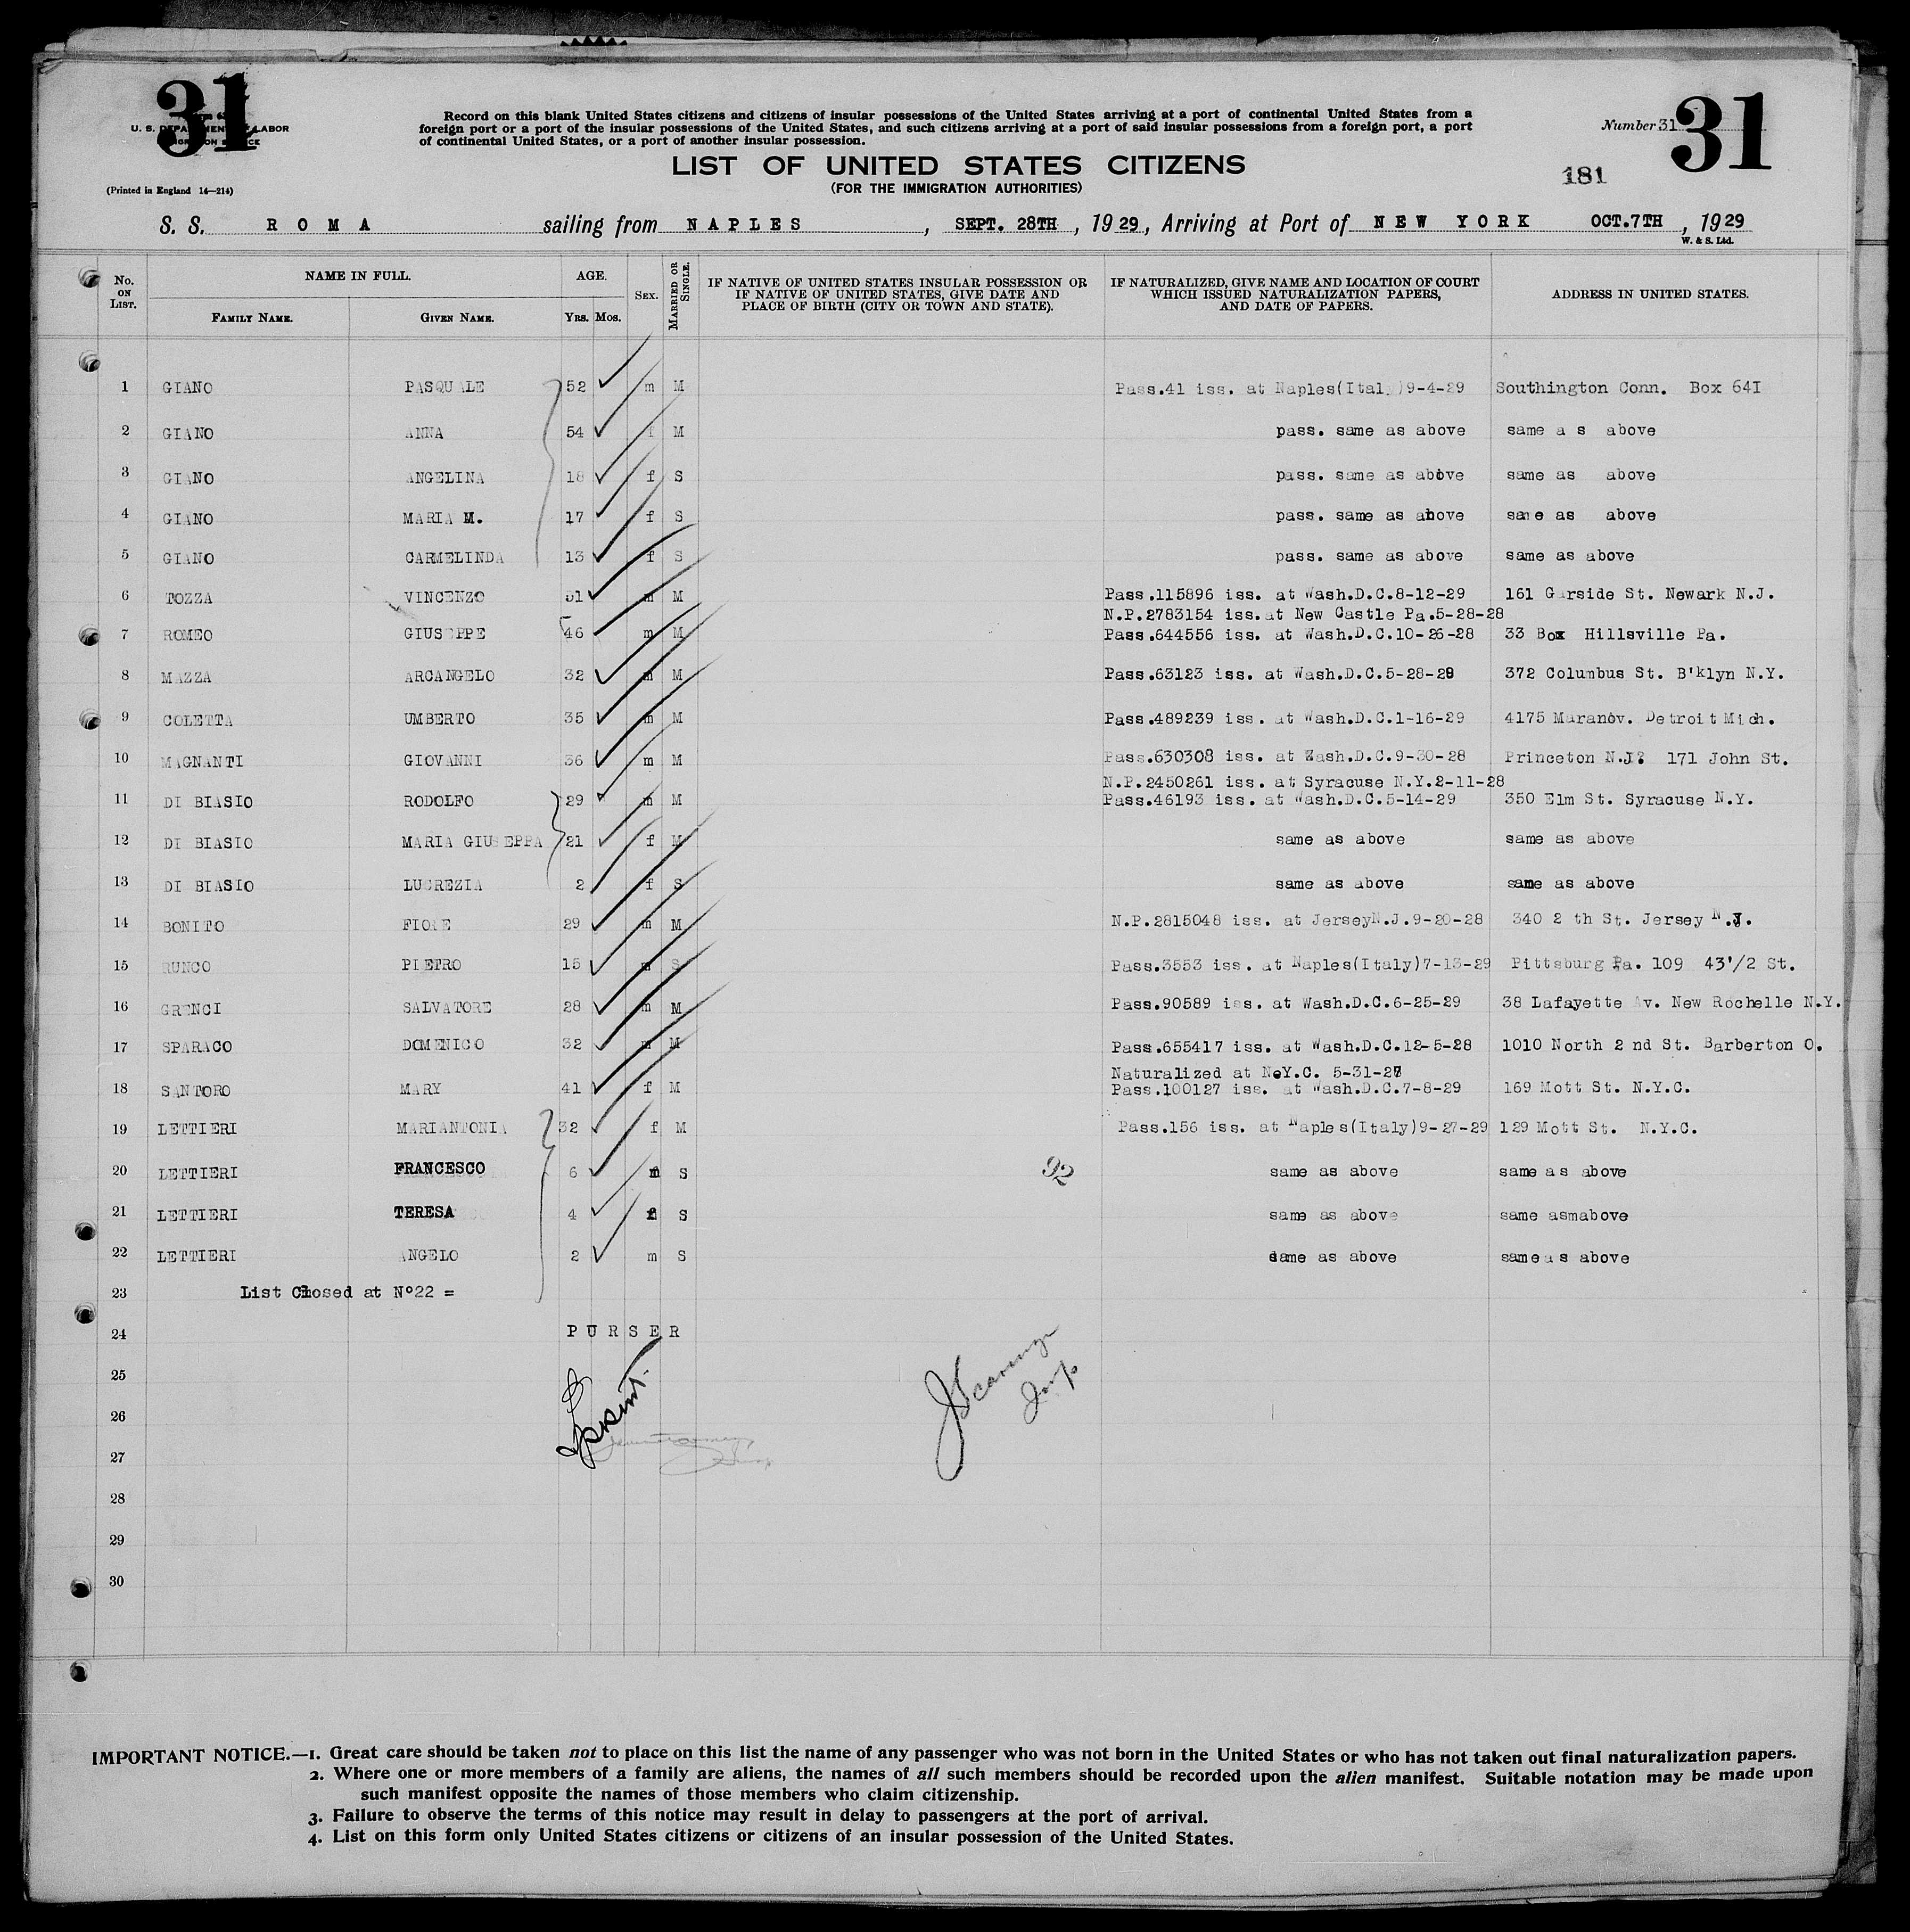 31
U. S. DEPARTMENT OF LABOR
(Printed in England 14—214)
Record on this blank United States citizens and citizens of insular possessions of the United States arriving at a port of continental United States from a
foreign port or a port of the insular possessions of the United States, and such citizens arriving at a port of said insular possessions from a foreign port, a port
of continental United States, or a port of another insular possession.
LIST OF UNITED STATES CITIZENS
(FOR THE IMMIGRATION AUTHORITIES)
Number 31
31
181
S. S. ROMA sailing from NAPLES, SEPT. 28TH, 1929, Arriving at Port of NEW YORK OCT.7TH, 1929
W. & S. Ltd.
No. ON LIST. NAME IN FULL. FAMILY NAME. GIVEN NAME. AGE. YRS. MOS. SEX. MARRIED OR SINGLE. IF NATIVE OF UNITED STATES INSULAR POSSESSION OR IF NATIVE OF UNITED STATES, GIVE DATE AND PLACE OF BIRTH (CITY OR TOWN AND STATE). IF NATURALIZED, GIVE NAME AND LOCATION OF COURT WHICH ISSUED NATURALIZATION PAPERS, AND DATE OF PAPERS. ADDRESS IN UNITED STATES.
1 GIANO PASQUALE 52 m M Pass.41 iss. at Naples(Italy)9-4-29 Southington Conn. Box 641
2 GIANO ANNA 54 f M pass. same as above same a s above
3 GIANO ANGELINA 18 f S pass. same as above same as above
4 GIANO MARIA M. 17 f S pass. same as above same as above
5 GIANO CARMELINDA 13 f S pass. same as above same as above
6 TOZZA VINCENZO 51 m M Pass.115896 iss. at Wash.D.C.8-12-29 161 Garside St. Newark N.J.
N.P.2783154 iss.at New Castle Pa.5-28-28
7 ROMEO GIUSEPPE 46 m M Pass.644556 iss. at Wash.D.C.10-26-28 33 Box Hillsville Pa.
8 MAZZA ARCANGELO 32 m M Pass.63123 iss. at Wash.D.C.5-28-29 372 Columbus St. B'klyn N.Y.
9 COLETTA UMBERTO 35 m M Pass.489239 iss. at Wash.D.C.1-16-29 4175 Maranov. Detroit Mich.
10 MAGNANTI GIOVANNI 36 m M Pass.630308 iss. at Zash.D.C.9-30-28 Princeton N.J? 171 John St.
N.P.2450261 iss. at Syracuse N.Y.2-11-28
11 DI BIASIO RODOLFO 29 m M Pass.46193 iss. at Wash.D.C.5-14-29 350 Elm St. Syracuse N.Y.
12 DI BIASIO MARIA GIUSEPPA 21 f M same as above same as above
13 DI BIASIO LUCREZIA 2 f S same as above same as above
14 BONITO FIORE 29 m M N.P.2815048 iss. at JerseyN.J.9-20-28 340 2 th St. Jersey N.J.
15 RUNCO PIETRO 15 m S Pass.3553 iss. at Naples(Italy)7-13-29 Pittsburg Pa. 109 43'/2 St.
16 GRENCI SALVATORE 28 m M Pass.90589 iss. at Wash.D.C.6-25-29 38 Lafayette Av. New Rochelle N.Y.
17 SPARACO DOMENICO 32 m M Pass.655417 iss. at Wash.D.C.12-5-28 1010 North 2 nd St. Barberton O.
Naturalized at NeY.C. 5-31-27
18 SANTORO MARY 41 f M Pass.100127 iss. at Wash.D.C.7-8-29 169 Mott St. N.Y.C.
19 LETTIERI MARIANTONIA 32 f M Pass.156 iss. at Naples(Italy)9-27-29 129 Mott St. N.Y.C.
20 LETTIERI FRANCESCO 6 m S 92 same as above same as above
21 LETTIERI TERESA 4 f S same as above same asmabove
22 LETTIERI ANGELO 2 m S same as above same a s above
23 List Closed at N°22 =
24 PURSER
25
26
27
28
29
30
IMPORTANT NOTICE.—1. Great care should be taken not to place on this list the name of any passenger who was not born in the United States or who has not taken out final naturalization papers.
2. Where one or more members of a family are aliens, the names of all such members should be recorded upon the alien manifest. Suitable notation may be made upon
such manifest opposite the names of those members who claim citizenship.
3. Failure to observe the terms of this notice may result in delay to passengers at the port of arrival.
4. List on this form only United States citizens or citizens of an insular possession of the United States.